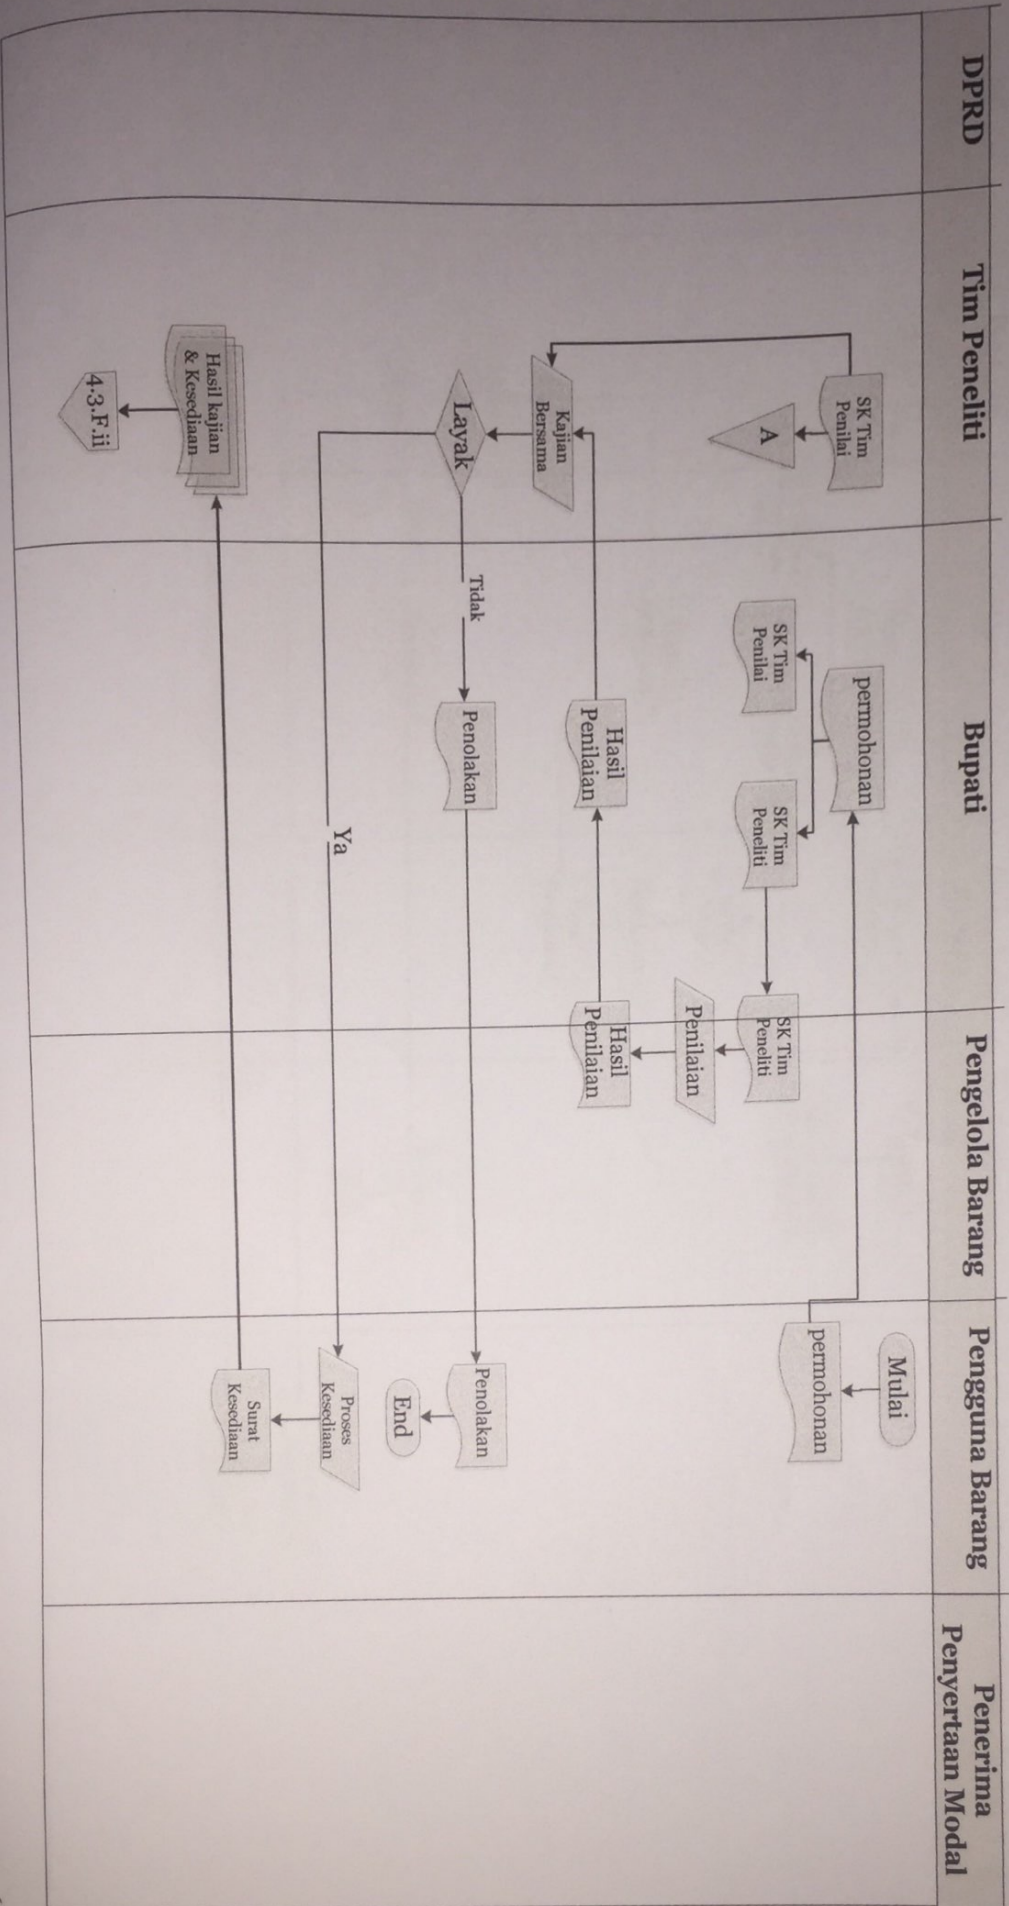 DPRD
Tim Peneliti
Bupati
Pengelola Barang
Pengguna Barang
Penerima
Penyertaan Modal
Mulai
permohonan
permohonan
SK Tim
Penilai
A
SK Tim
Penilai
SK Tim
Peneliti
SK Tim
Peneliti
Penilaian
Hasil
Penilaian
Hasil
Penilaian
Kajian
Bersama
Layak
Tidak
Penolakan
Penolakan
End
Ya
Proses
Kesediaan
Surat
Kesediaan
Hasil kajian
& Kesediaan
4.3.F.ii